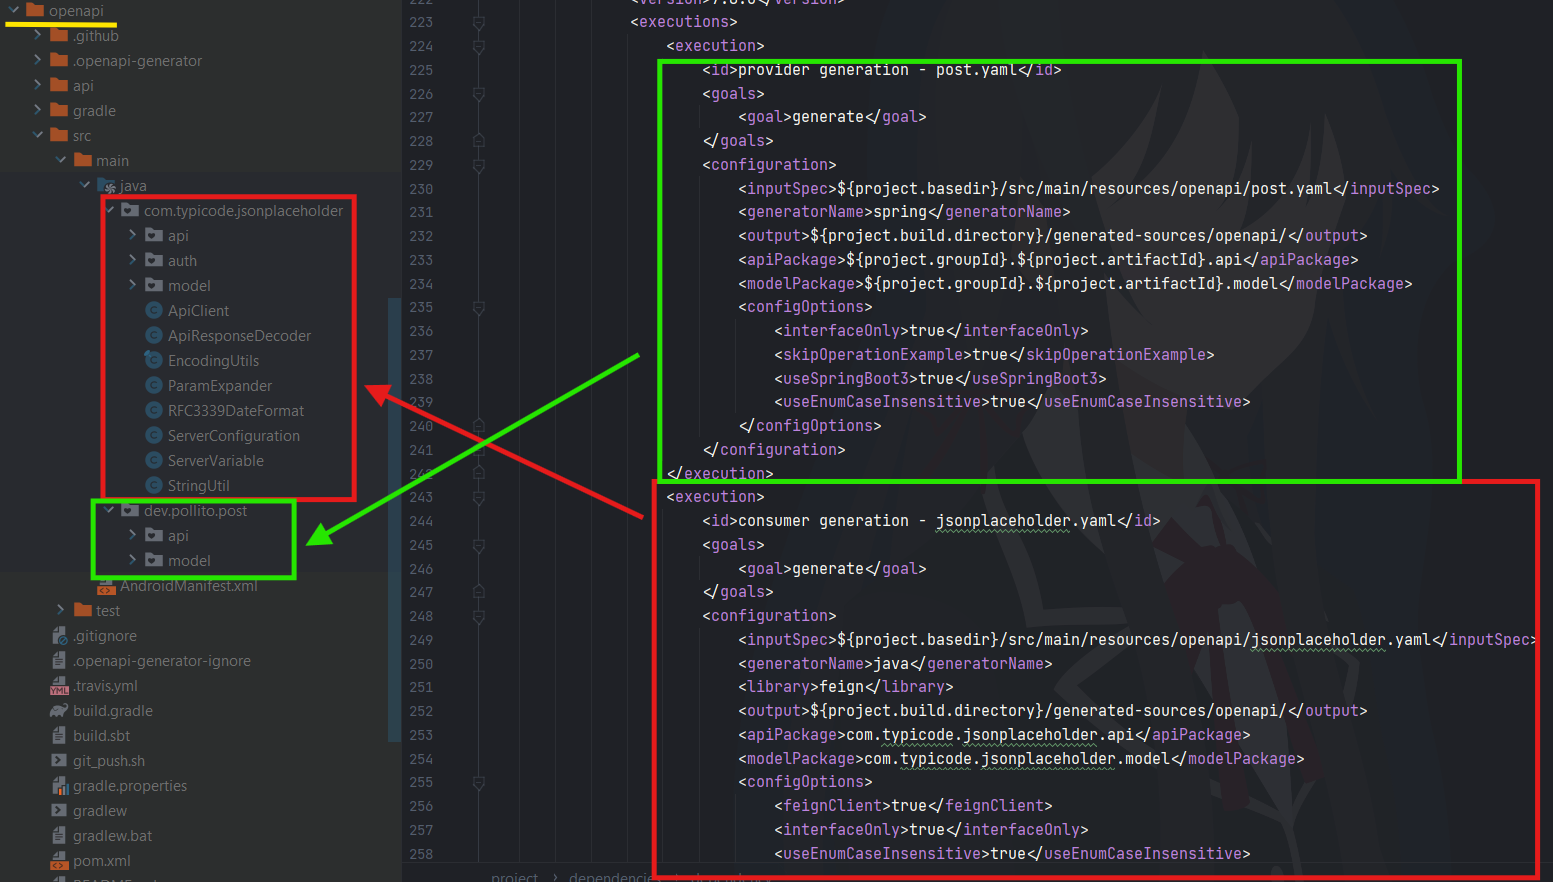 openapi
.github
.openapi-generator
api
gradle
src
main
java
com.typicode.jsonplaceholder
api
auth
model
ApiClient
ApiResponseDecoder
EncodingUtils
ParamExpander
RFC3339DateFormat
ServerConfiguration
ServerVariable
StringUtil
dev.pollito.post
api
model
AndroidManifest.xml
test
.gitignore
.openapi-generator-ignore
.travis.yml
build.gradle
build.sbt
git_push.sh
gradle.properties
gradlew
gradlew.bat
pom.xml
222 <version>7.8.0</version>
223 <executions>
224 <execution>
225 <id>provider generation - post.yaml</id>
226 <goals>
227 <goal>generate</goal>
228 </goals>
229 <configuration>
230 <inputSpec>${project.basedir}/src/main/resources/openapi/post.yaml</inputSpec>
231 <generatorName>spring</generatorName>
232 <output>${project.build.directory}/generated-sources/openapi/</output>
233 <apiPackage>${project.groupId}.${project.artifactId}.api</apiPackage>
234 <modelPackage>${project.groupId}.${project.artifactId}.model</modelPackage>
235 <configOptions>
236 <interfaceOnly>true</interfaceOnly>
237 <skipOperationExample>true</skipOperationExample>
238 <useSpringBoot3>true</useSpringBoot3>
239 <useEnumCaseInsensitive>true</useEnumCaseInsensitive>
240 </configOptions>
241 </configuration>
242 </execution>
243 <execution>
244 <id>consumer generation - jsonplaceholder.yaml</id>
245 <goals>
246 <goal>generate</goal>
247 </goals>
248 <configuration>
249 <inputSpec>${project.basedir}/src/main/resources/openapi/jsonplaceholder.yaml</inputSpec>
250 <generatorName>java</generatorName>
251 <library>feign</library>
252 <output>${project.build.directory}/generated-sources/openapi/</output>
253 <apiPackage>com.typicode.jsonplaceholder.api</apiPackage>
254 <modelPackage>com.typicode.jsonplaceholder.model</modelPackage>
255 <configOptions>
256 <feignClient>true</feignClient>
257 <interfaceOnly>true</interfaceOnly>
258 <useEnumCaseInsensitive>true</useEnumCaseInsensitive>
project > dependencies